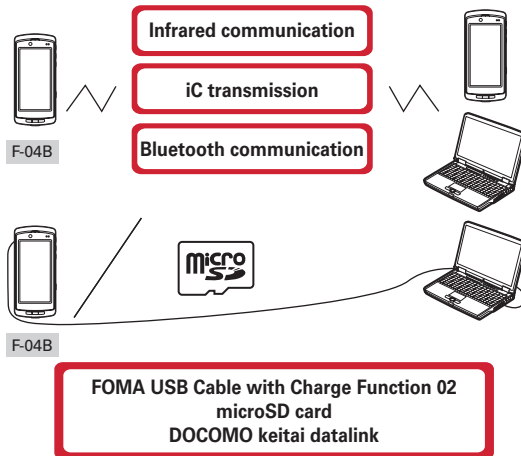 Infrared communication
iC transmission
Bluetooth communication
F-04B
micro
SD
F-04B
FOMA USB Cable with Charge Function 02
microSD card
DOCOMO keitai datalink